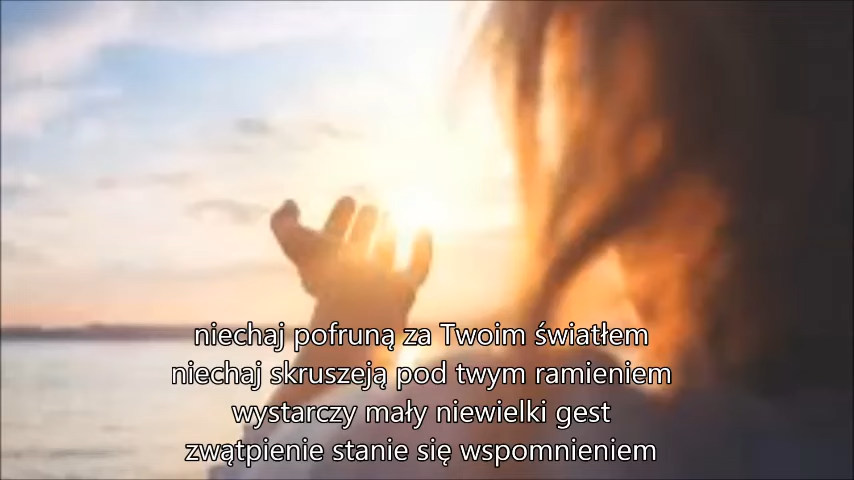 niechaj pofruną za Twoim światłem
niechaj skruszeją pod twym ramieniem
wystarczy mały niewielki gest
zwątpienie stanie się wspomnieniem